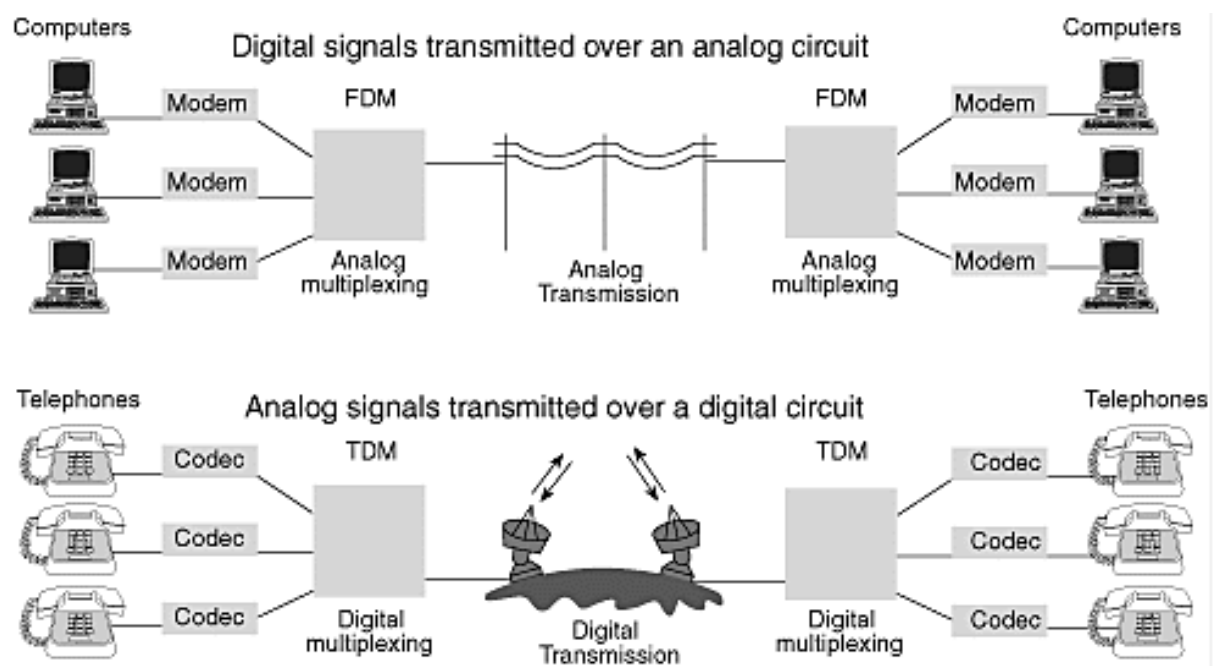 Computers
Computers
Digital signals transmitted over an analog circuit
Modem
FDM
FDM
Modem
Modem
Modem
Modem
Analog
multiplexing
Analog
Transmission
Analog
multiplexing
Modem
Telephones
Analog signals transmitted over a digital circuit
Telephones
Codec
TDM
TDM
Codec
Codec
Codec
Codec
Digital
multiplexing
Digital
Transmission
Digital
multiplexing
Codec